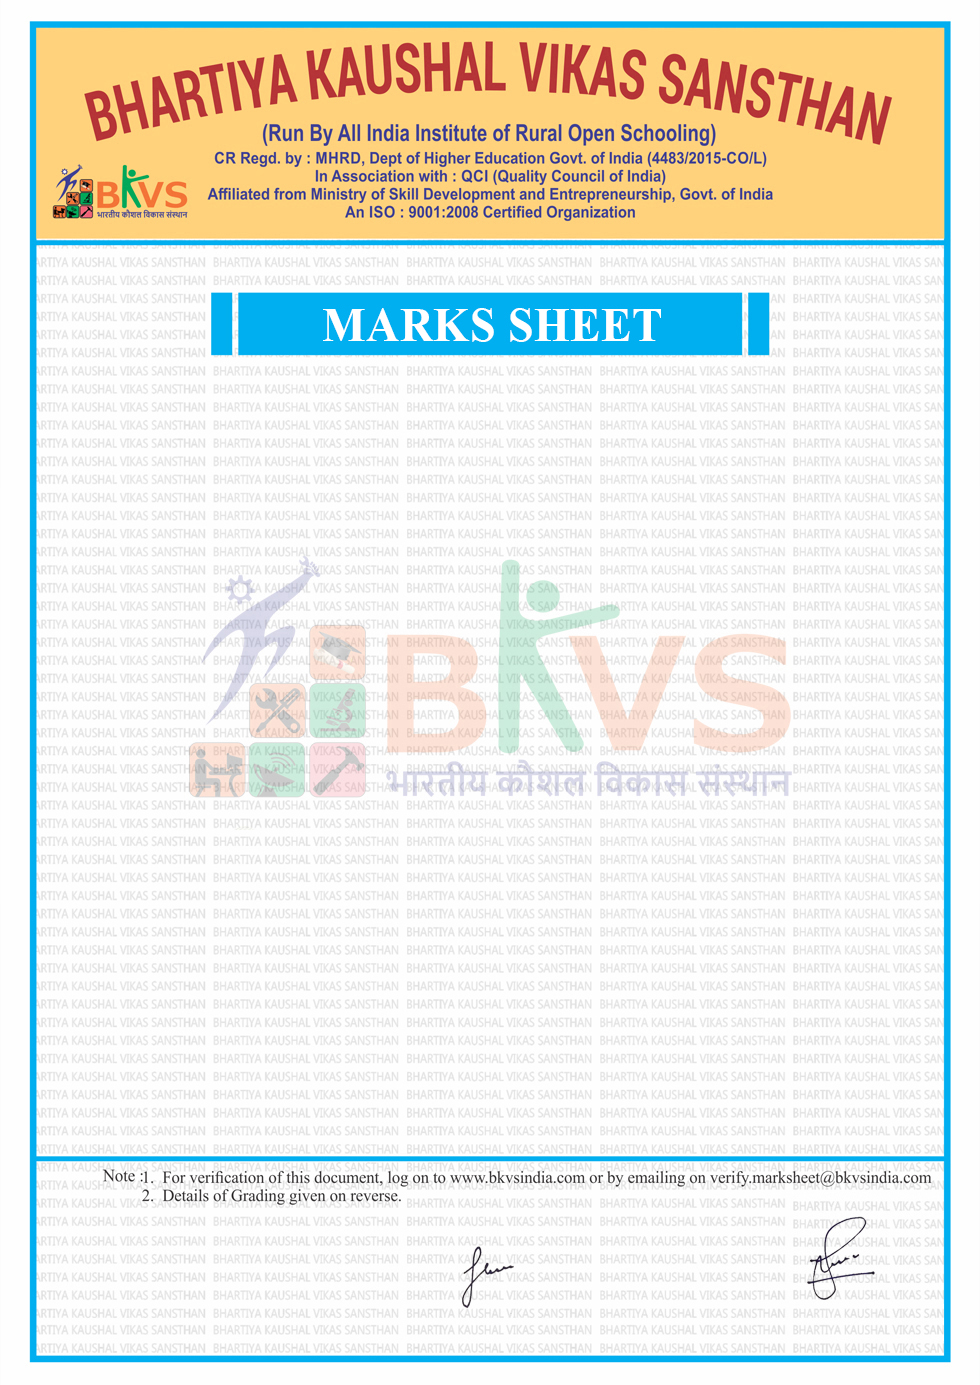 BHARTIYA KAUSHAL VIKAS SANSTHAN
(Run By All India Institute of Rural Open Schooling)
CR Regd. by : MHRD, Dept of Higher Education Govt. of India (4483/2015-CO/L)
In Association with : QCI (Quality Council of India)
Affiliated from Ministry of Skill Development and Entrepreneurship, Govt. of India
An ISO : 9001:2008 Certified Organization
BKVS
भारतीय कौशल विकास संस्थान
MARKS SHEET
BKVS
भारतीय कौशल विकास संस्थान
Note :1. For verification of this document, log on to www.bkvsindia.com or by emailing on verify.marksheet@bkvsindia.com
2. Details of Grading given on reverse.